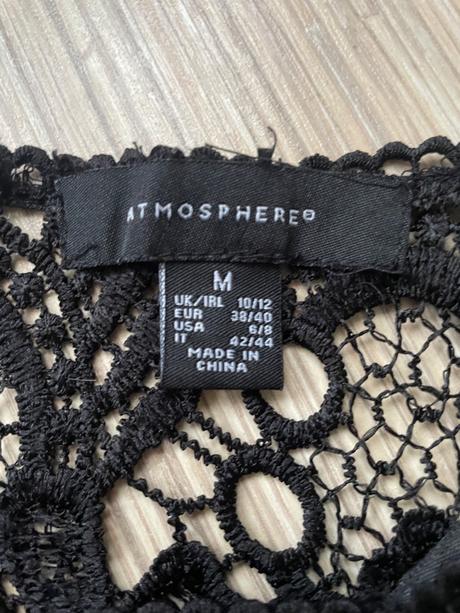 ATMOSPHERE®
M
UK/IRL 10/12
EUR 38/40
USA 6/8
IT 42/44
MADE IN
CHINA